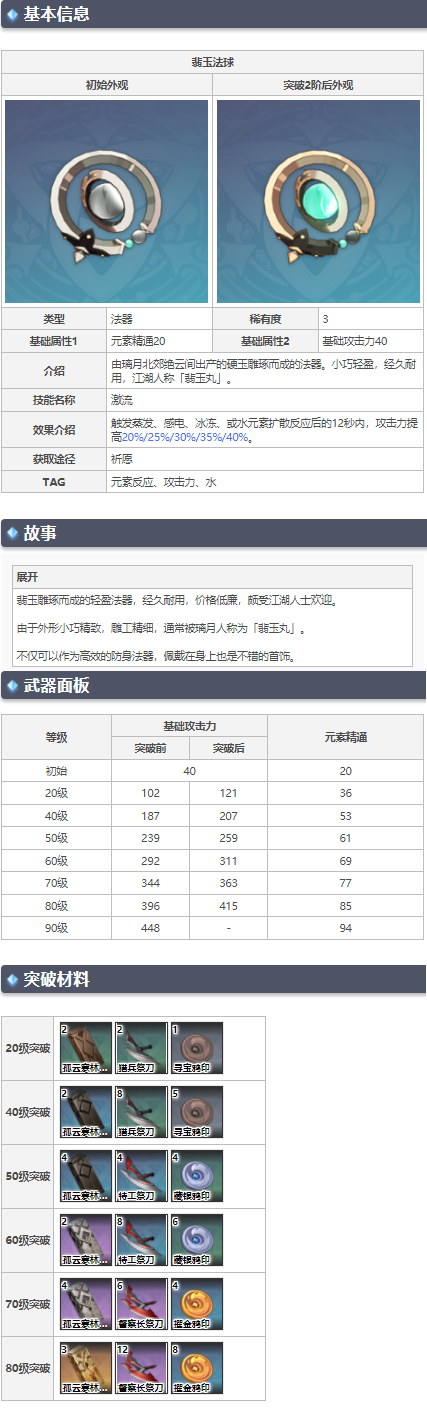 基本信息
翡玉法球
初始外观 突破2阶后外观
类型 法器 稀有度 3
基础属性1 元素精通20 基础属性2 基础攻击力40
介绍 由璃月北郊绝云间出产的硬玉雕琢而成的法器。小巧轻盈，经久耐
用，江湖人称「翡玉丸」。
技能名称 激流
效果介绍 触发蒸发、感电、冰冻、或水元素扩散反应后的12秒内，攻击力提
高20%/25%/30%/35%/40%。
获取途径 祈愿
TAG 元素反应、攻击力、水
故事
展开
翡玉雕琢而成的轻盈法器，经久耐用，价格低廉，颇受江湖人士欢迎。
由于外形小巧精致，雕工精细，通常被璃月人称为「翡玉丸」。
不仅可以作为高效的防身法器，佩戴在身上也是不错的首饰。
武器面板
等级 基础攻击力 元素精通
突破前 突破后
初始 40 20
20级 102 121 36
40级 187 207 53
50级 239 259 61
60级 292 311 69
70级 344 363 77
80级 396 415 85
90级 448 - 94
突破材料
20级突破 2 孤云寒林... 2 猎兵祭刀 1 寻宝鸦印
40级突破 2 孤云寒林... 8 猎兵祭刀 5 寻宝鸦印
50级突破 4 孤云寒林... 4 特工祭刀 4 藏银鸦印
60级突破 2 孤云寒林... 8 特工祭刀 6 藏银鸦印
70级突破 4 孤云寒林... 6 督察长祭刀 4 攫金鸦印
80级突破 3 孤云寒林... 12 督察长祭刀 8 攫金鸦印